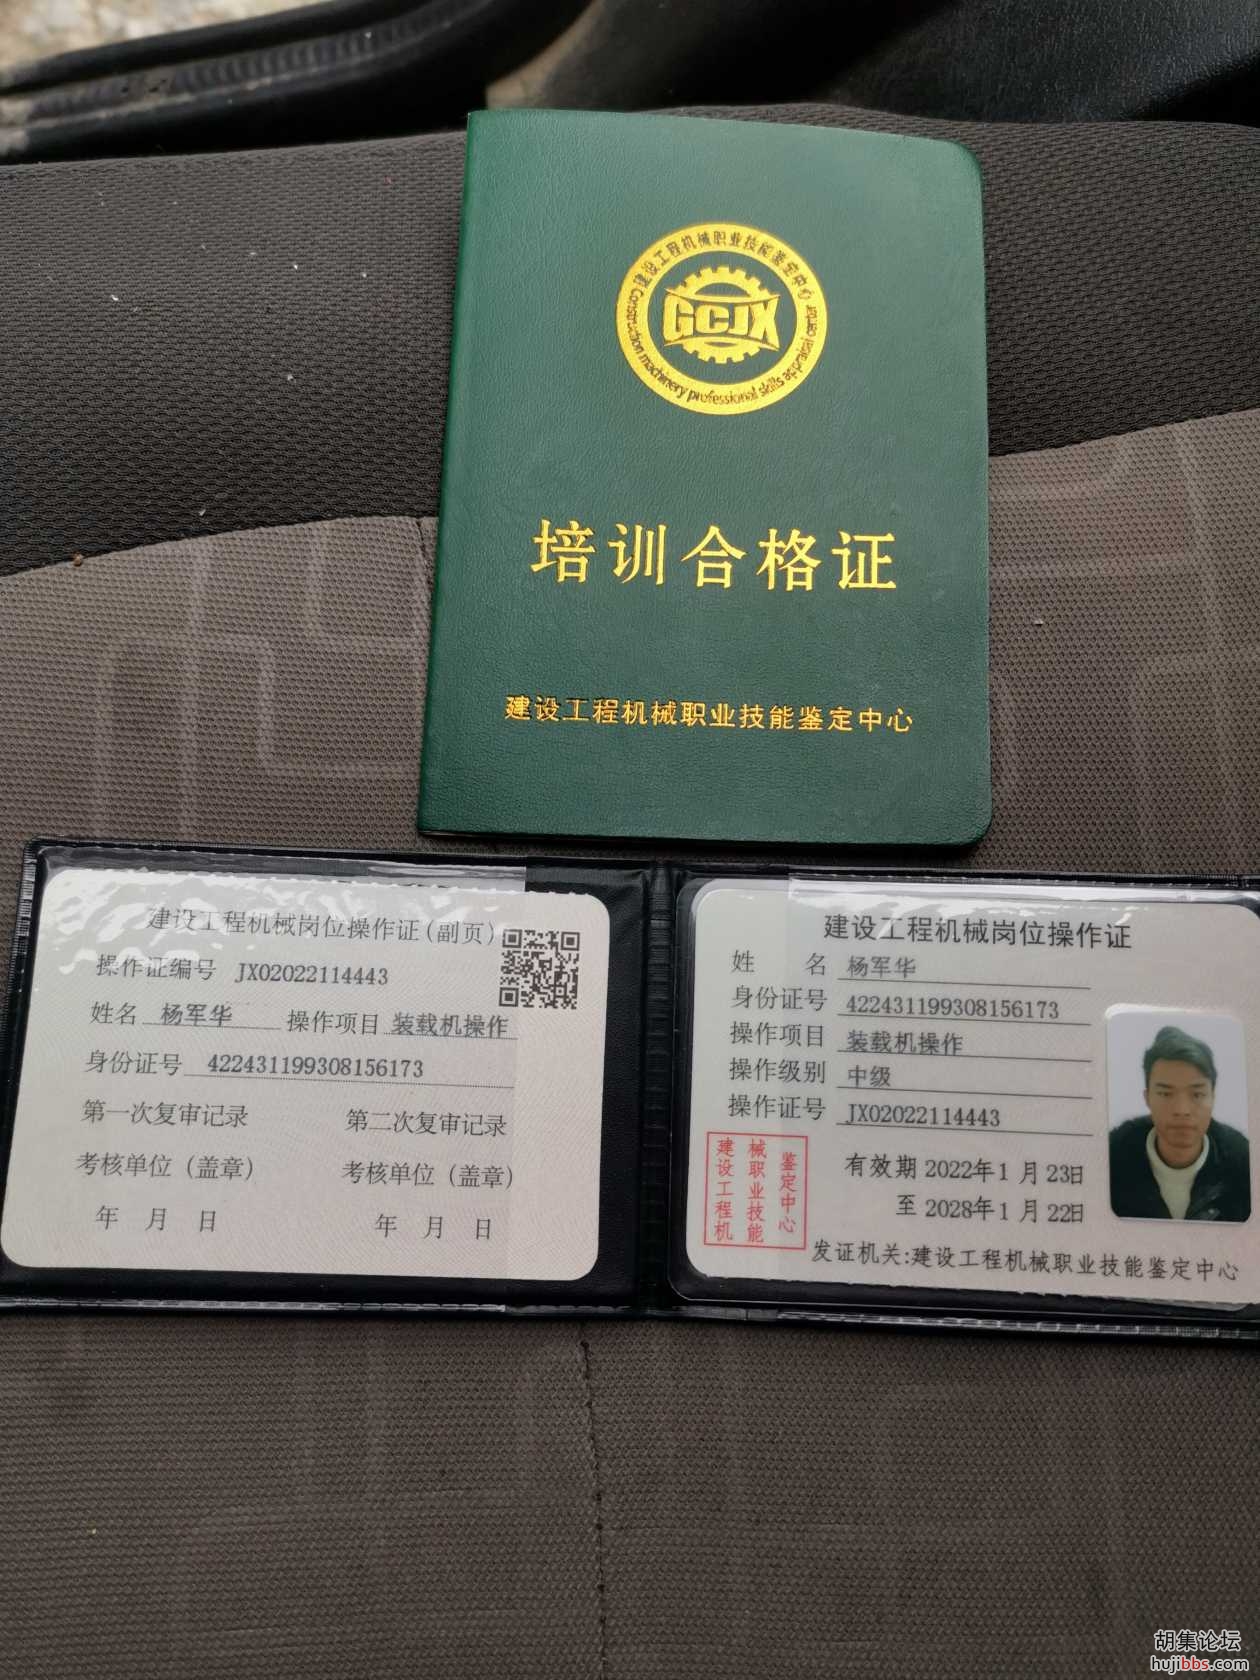 建设工程机械职业技能鉴定中心
GCJX
Construction machinery professional skills appraisal center
培训合格证
建设工程机械职业技能鉴定中心
建设工程机械岗位操作证(副页)
操作证编号 JX02022114443
姓名 杨军华 操作项目 装载机操作
身份证号 422431199308156173
第一次复审记录 第二次复审记录
考核单位（盖章） 考核单位（盖章）
年 月 日 年 月 日
建设工程机械岗位操作证
姓 名 杨军华
身份证号 422431199308156173
操作项目 装载机操作
操作级别 中级
操作证号 JX02022114443
有效期 2022年1月23日
至 2028年1月22日
建设工程机
械职业技能
鉴定中心
发证机关:建设工程机械职业技能鉴定中心
胡集论坛
hujibbs.com